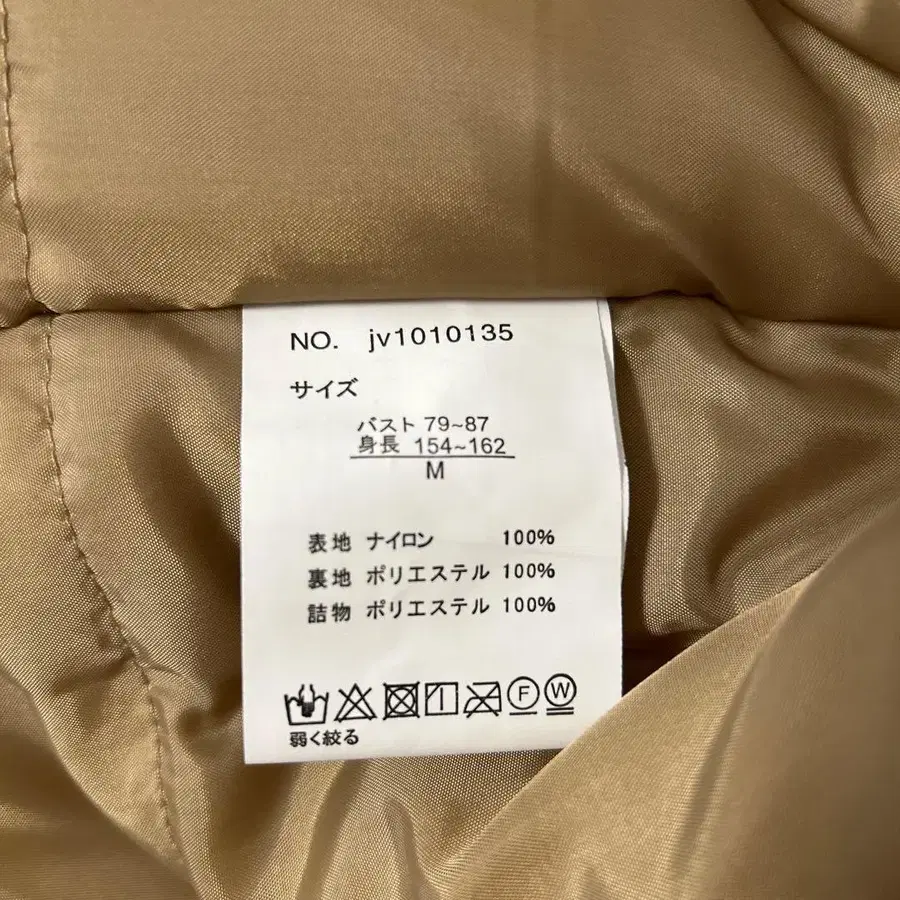 NO. jv1010135
サイズ
バスト 79~87
身長 154~162
M
表地 ナイロン 100%
裏地 ポリエステル 100%
詰物 ポリエステル 100%
F W
弱く絞る